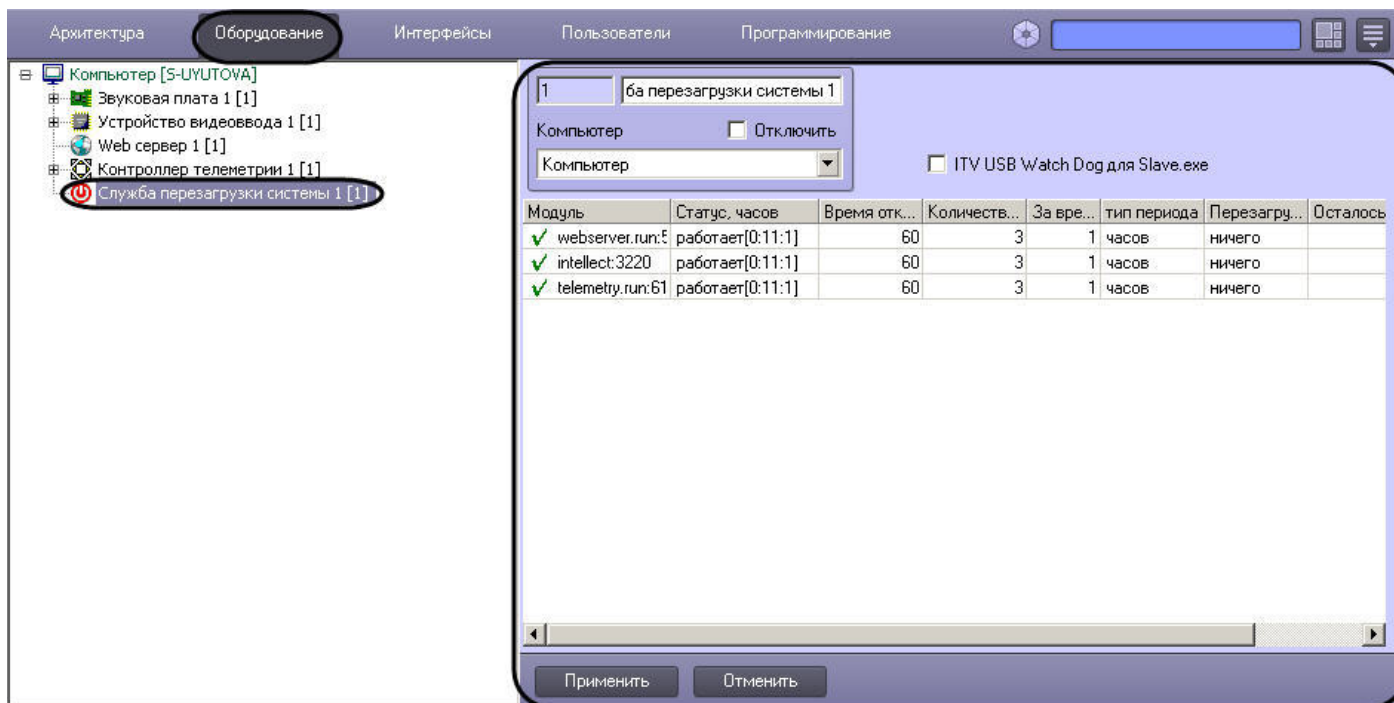 Архитектура Оборудование Интерфейсы Пользователи Программирование
Компьютер [S-UYUTOVA]
Звуковая плата 1 [1]
Устройство видеоввода 1 [1]
Web сервер 1 [1]
Контроллер телеметрии 1 [1]
Служба перезагрузки системы 1 [1]
1 ба перезагрузки системы 1
Компьютер Отключить
Компьютер ITV USB Watch Dog для Slave.exe
Модуль Статус, часов Время отк... Количеств... За вре... тип периода Перезагру... Осталось
webserver.run:5 работает[0:11:1] 60 3 1 часов ничего
intellect:3220 работает[0:11:1] 60 3 1 часов ничего
telemetry.run:61 работает[0:11:1] 60 3 1 часов ничего
Применить Отменить